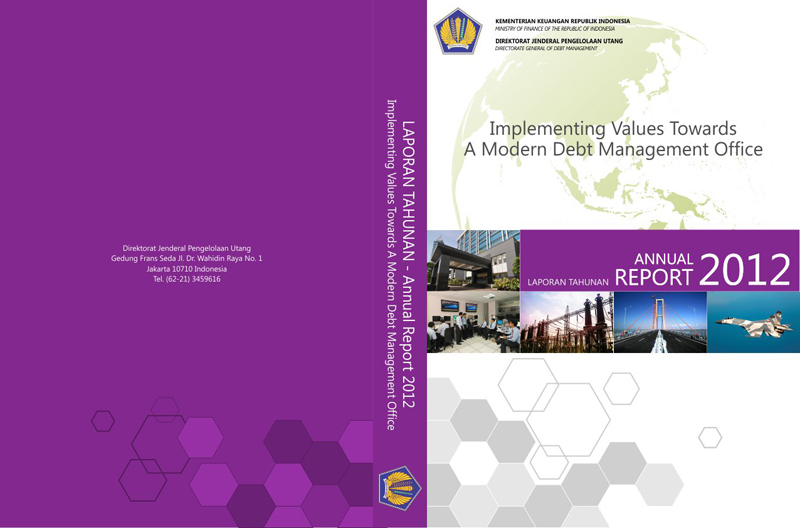 KEMENTERIAN KEUANGAN REPUBLIK INDONESIA
MINISTRY OF FINANCE OF THE REPUBLIC OF INDONESIA
DIREKTORAT JENDERAL PENGELOLAAN UTANG
DIRECTORATE GENERAL OF DEBT MANAGEMENT
Implementing Values Towards
A Modern Debt Management Office
LAPORAN TAHUNAN
ANNUAL
REPORT 2012
LAPORAN TAHUNAN - Annual Report 2012
Implementing Values Towards A Modern Debt Management Office
Direktorat Jenderal Pengelolaan Utang
Gedung Frans Seda Jl. Dr. Wahidin Raya No. 1
Jakarta 10710 Indonesia
Tel. (62-21) 3459616